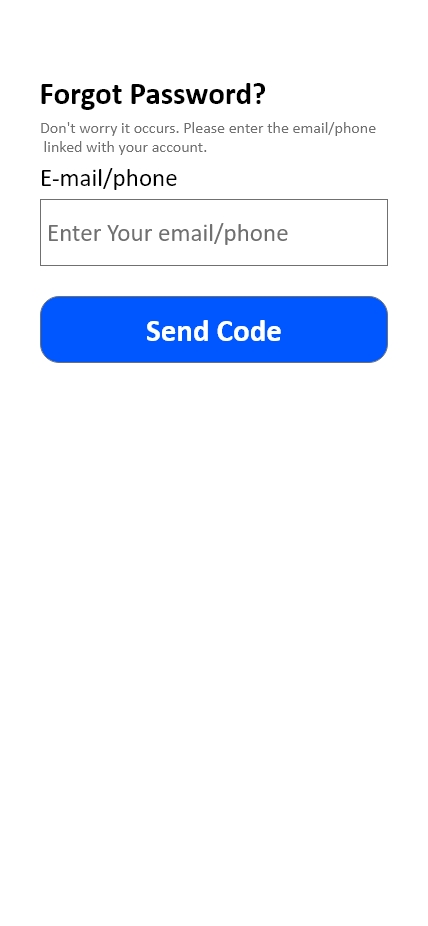 Forgot Password?
Don't worry it occurs. Please enter the email/phone
linked with your account.
E-mail/phone
Enter Your email/phone
Send Code